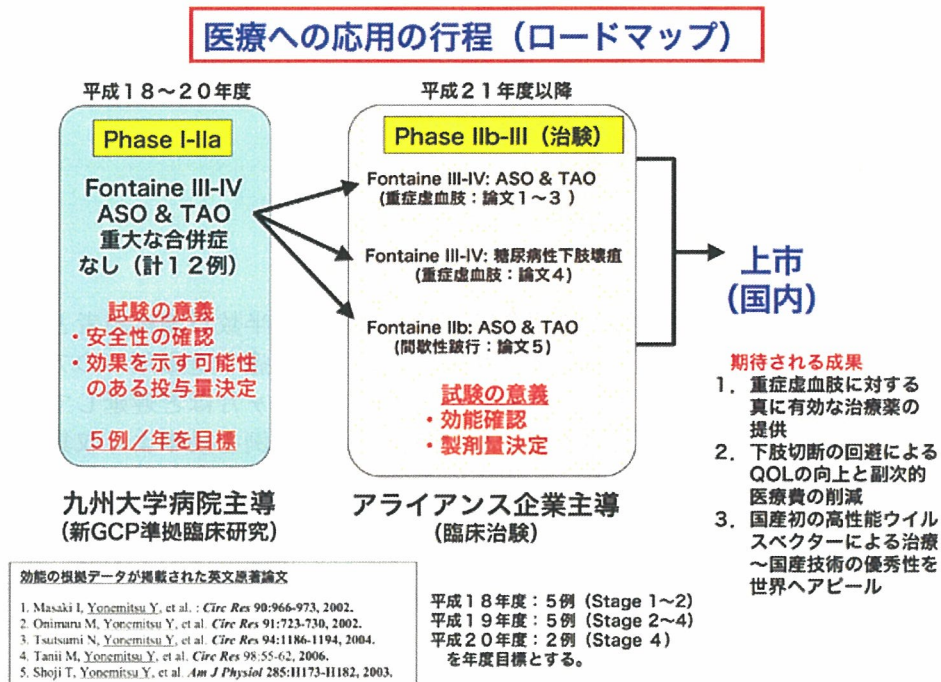 医療への応用の行程（ロードマップ）
平成１８〜２０年度
Phase I-IIa
Fontaine III-IV
ASO & TAO
重大な合併症
なし（計１２例）
試験の意義
・安全性の確認
・効果を示す可能性
のある投与量決定
５例／年を目標
九州大学病院主導
（新GCP準拠臨床研究）
平成２１年度以降
Phase IIb-III（治験）
Fontaine III-IV: ASO & TAO
（重症虚血肢：論文１〜３）
Fontaine III-IV: 糖尿病性下肢壊疽
（重症虚血肢：論文４）
Fontaine IIb: ASO & TAO
（間歇性跛行：論文５）
試験の意義
・効能確認
・製剤量決定
アライアンス企業主導
（臨床治験）
上市
（国内）
期待される成果
１．重症虚血肢に対する
真に有効な治療薬の
提供
２．下肢切断の回避による
QOLの向上と副次的
医療費の削減
３．国産初の高性能ウイル
スベクターによる治療
〜国産技術の優秀性を
世界へアピール
効能の根拠データが掲載された英文原著論文
1. Masaki I, Yonemitsu Y, et al. : Circ Res 90:966-973, 2002.
2. Onimaru M, Yonemitsu Y, et al. Circ Res 91:723-730, 2002.
3. Tsutsumi N, Yonemitsu Y, et al. Circ Res 94:1186-1194, 2004.
4. Tanii M, Yonemitsu Y, et al. Circ Res 98:55-62, 2006.
5. Shoji T, Yonemitsu Y, et al. Am J Physiol 285:H173-H182, 2003.
平成１８年度：５例（Stage 1〜2）
平成１９年度：５例（Stage 2〜4）
平成２０年度：２例（Stage 4）
を年度目標とする。